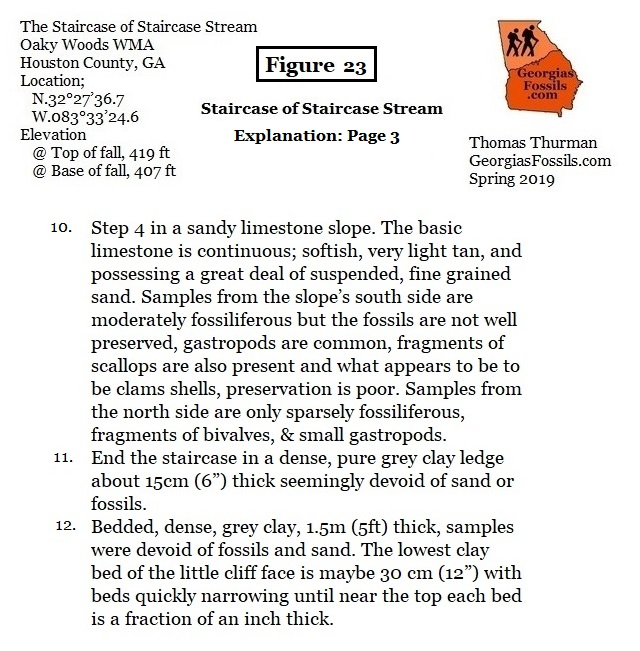 The Staircase of Staircase Stream
Oaky Woods WMA
Houston County, GA
Location;
N.32°27’36.7
W.083°33’24.6
Elevation
@ Top of fall, 419 ft
@ Base of fall, 407 ft
Figure 23
Staircase of Staircase Stream
Explanation: Page 3
Georgias
Fossils
.com
Thomas Thurman
GeorgiasFossils.com
Spring 2019
10. Step 4 in a sandy limestone slope. The basic
limestone is continuous; softish, very light tan, and
possessing a great deal of suspended, fine grained
sand. Samples from the slope’s south side are
moderately fossiliferous but the fossils are not well
preserved, gastropods are common, fragments of
scallops are also present and what appears to be to
be clams shells, preservation is poor. Samples from
the north side are only sparsely fossiliferous,
fragments of bivalves, & small gastropods.
11. End the staircase in a dense, pure grey clay ledge
about 15cm (6”) thick seemingly devoid of sand or
fossils.
12. Bedded, dense, grey clay, 1.5m (5ft) thick, samples
were devoid of fossils and sand. The lowest clay
bed of the little cliff face is maybe 30 cm (12”) with
beds quickly narrowing until near the top each bed
is a fraction of an inch thick.